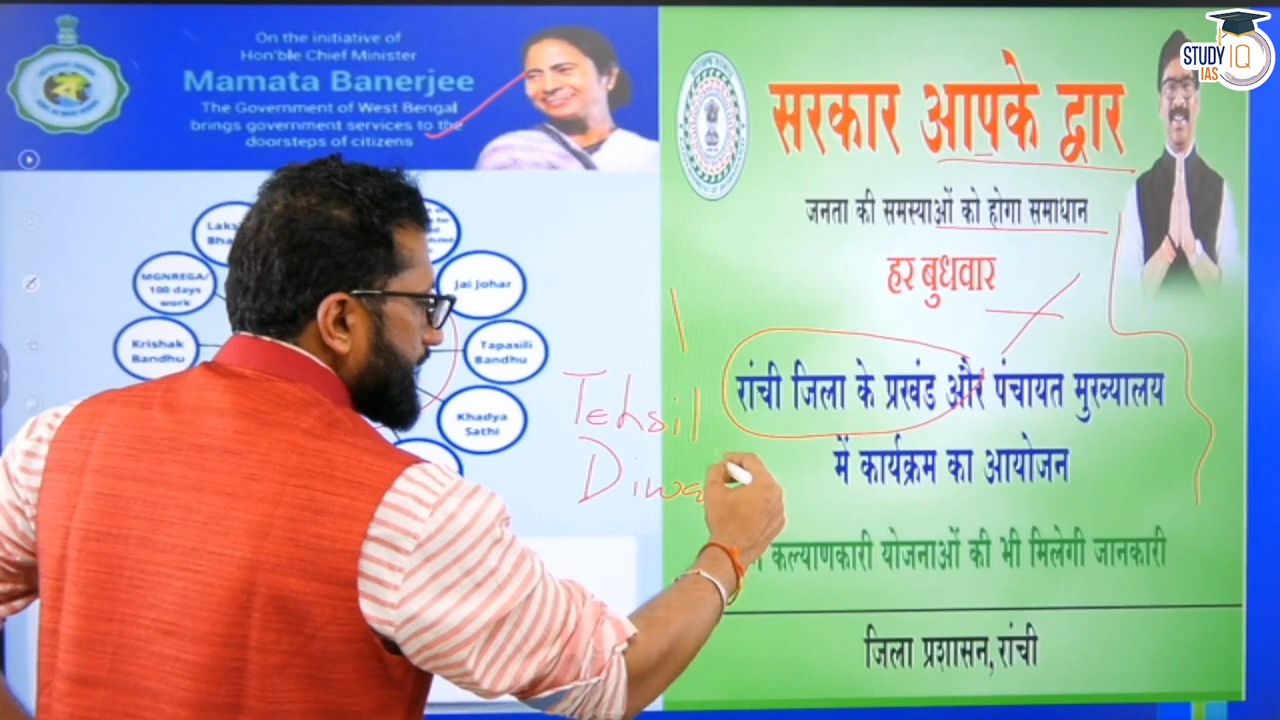 On the initiative of
Hon'ble Chief Minister
Mamata Banerjee
The Government of West Bengal
brings government services to the
doorsteps of citizens
MGNREGA/
100 days
work
Krishak
Bandhu
Jai Johar
Tapasili
Bandhu
Khadya
Sathi
Tehsil
STUDY IQ
IAS
सरकार आपके द्वार
जनता की समस्याओं को होगा समाधान
हर बुधवार
रांची जिला के प्रखंड और पंचायत मुख्यालय
में कार्यक्रम का आयोजन
कल्याणकारी योजनाओं की भी मिलेगी जानकारी
जिला प्रशासन, रांची